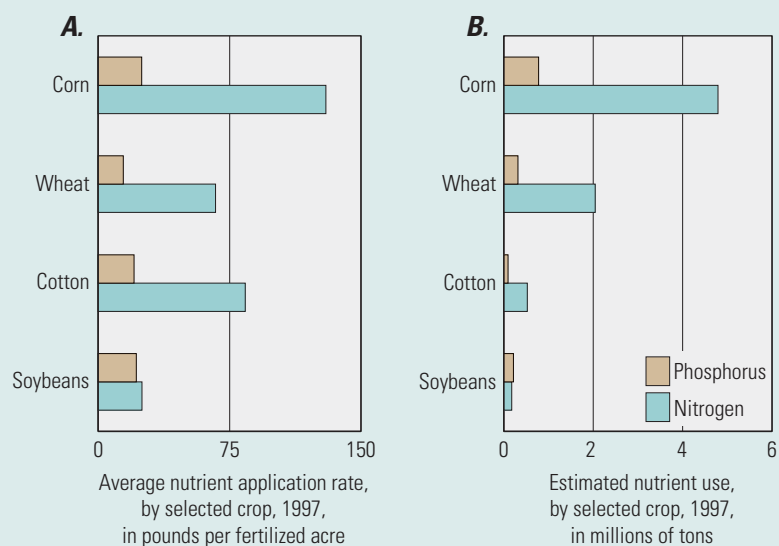 A.
Corn
Wheat
Cotton
Soybeans
0 75 150
Average nutrient application rate,
by selected crop, 1997,
in pounds per fertilized acre
B.
Corn
Wheat
Cotton
Soybeans
Phosphorus
Nitrogen
0 2 4 6
Estimated nutrient use,
by selected crop, 1997,
in millions of tons